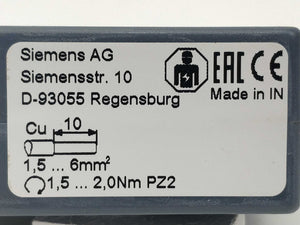 Siemens AG
Siemensstr. 10
D-93055 Regensburg
EAC CE
Made in IN
Cu
10
1,5 ... 6mm²
1,5 ... 2,0Nm PZ2